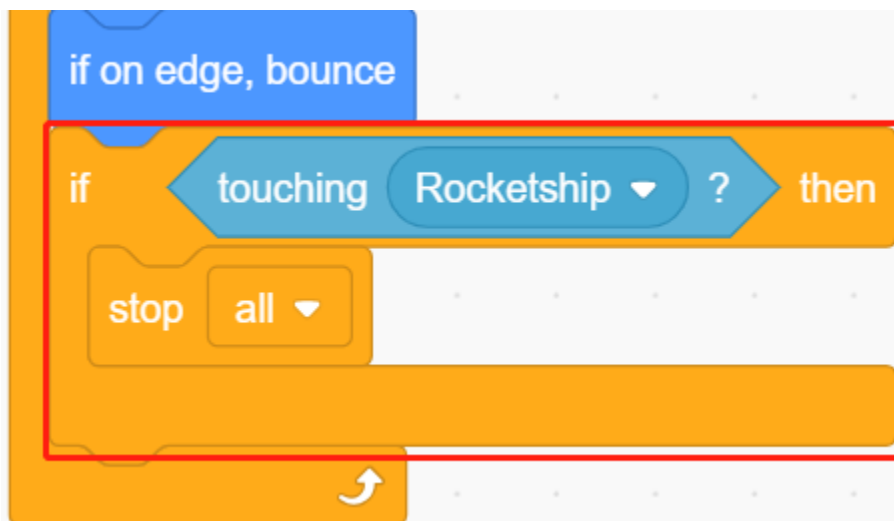 if on edge, bounce
if touching Rocketship ? then
stop all